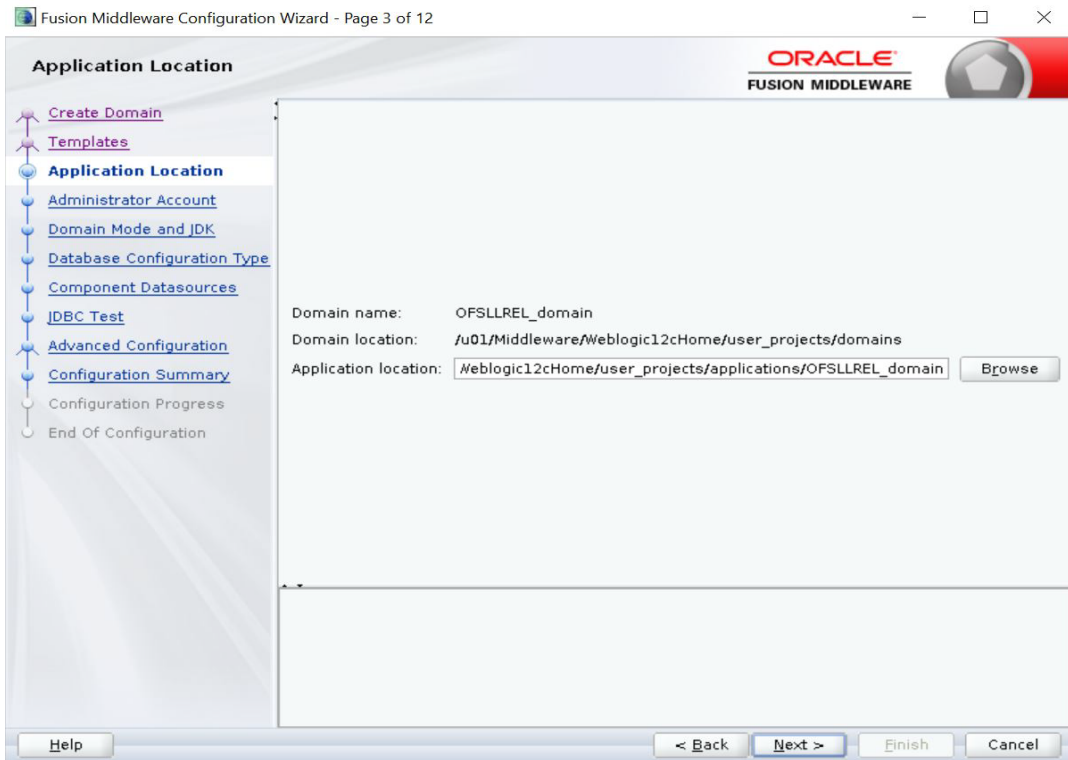 Fusion Middleware Configuration Wizard - Page 3 of 12
Application Location
ORACLE
FUSION MIDDLEWARE
Create Domain
Templates
Application Location
Administrator Account
Domain Mode and JDK
Database Configuration Type
Component Datasources
JDBC Test
Advanced Configuration
Configuration Summary
Configuration Progress
End Of Configuration
Domain name: OFSLLREL_domain
Domain location: /u01/Middleware/Weblogic12cHome/user_projects/domains
Application location: Weblogic12cHome/user_projects/applications/OFSLLREL_domain Browse
Help < Back Next > Finish Cancel